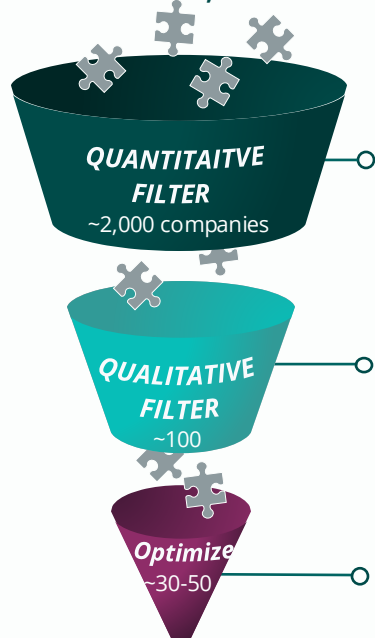 QUANTITAITVE
FILTER
~2,000 companies
QUALITATIVE
FILTER
~100
Optimize
~30-50